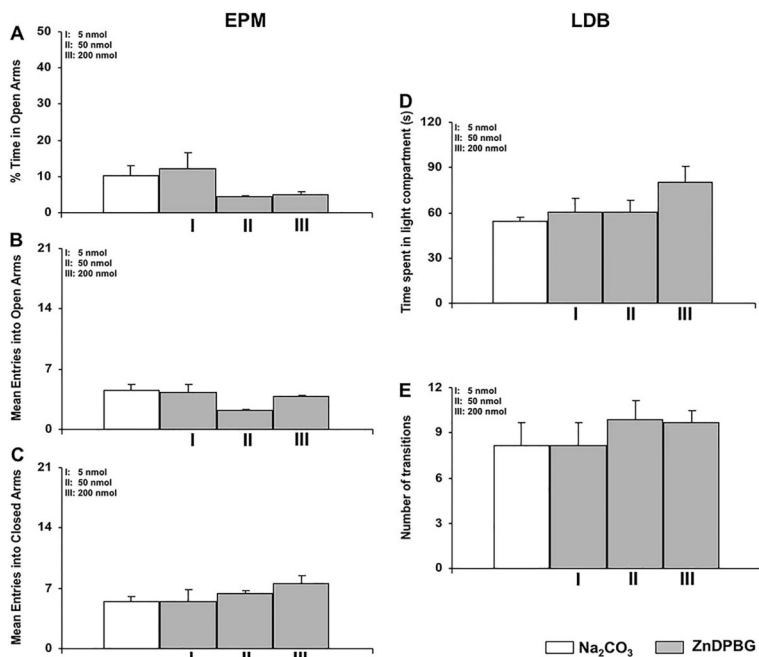 EPM
LDB
A
I: 5 nmol
II: 50 nmol
III: 200 nmol
% Time in Open Arms
50
40
30
20
10
0
I II III
B
I: 5 nmol
II: 50 nmol
III: 200 nmol
Mean Entries into Open Arms
21
14
7
0
I II III
C
I: 5 nmol
II: 50 nmol
III: 200 nmol
Mean Entries into Closed Arms
21
14
7
0
I II III
D
I: 5 nmol
II: 50 nmol
III: 200 nmol
Time spent in light compartment (s)
120
90
60
30
0
I II III
E
I: 5 nmol
II: 50 nmol
III: 200 nmol
Number of transitions
12
9
6
3
0
I II III
Na₂CO₃ ZnDPBG